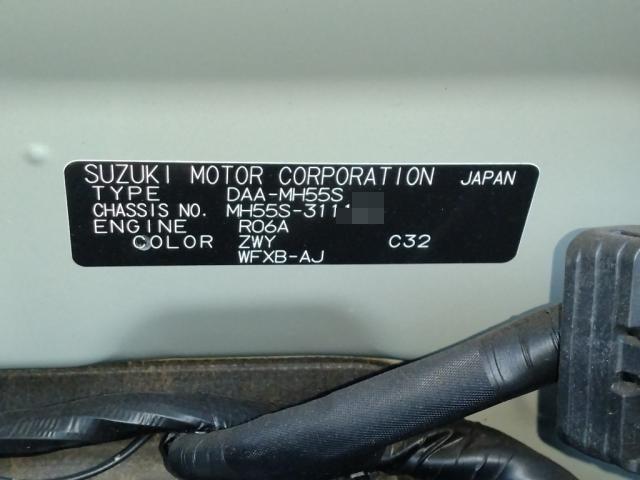 SUZUKI MOTOR CORPORATION JAPAN
TYPE DAA-MH55S
CHASSIS NO. MH55S-311
ENGINE R06A
COLOR ZWY C32
WFXB-AJ